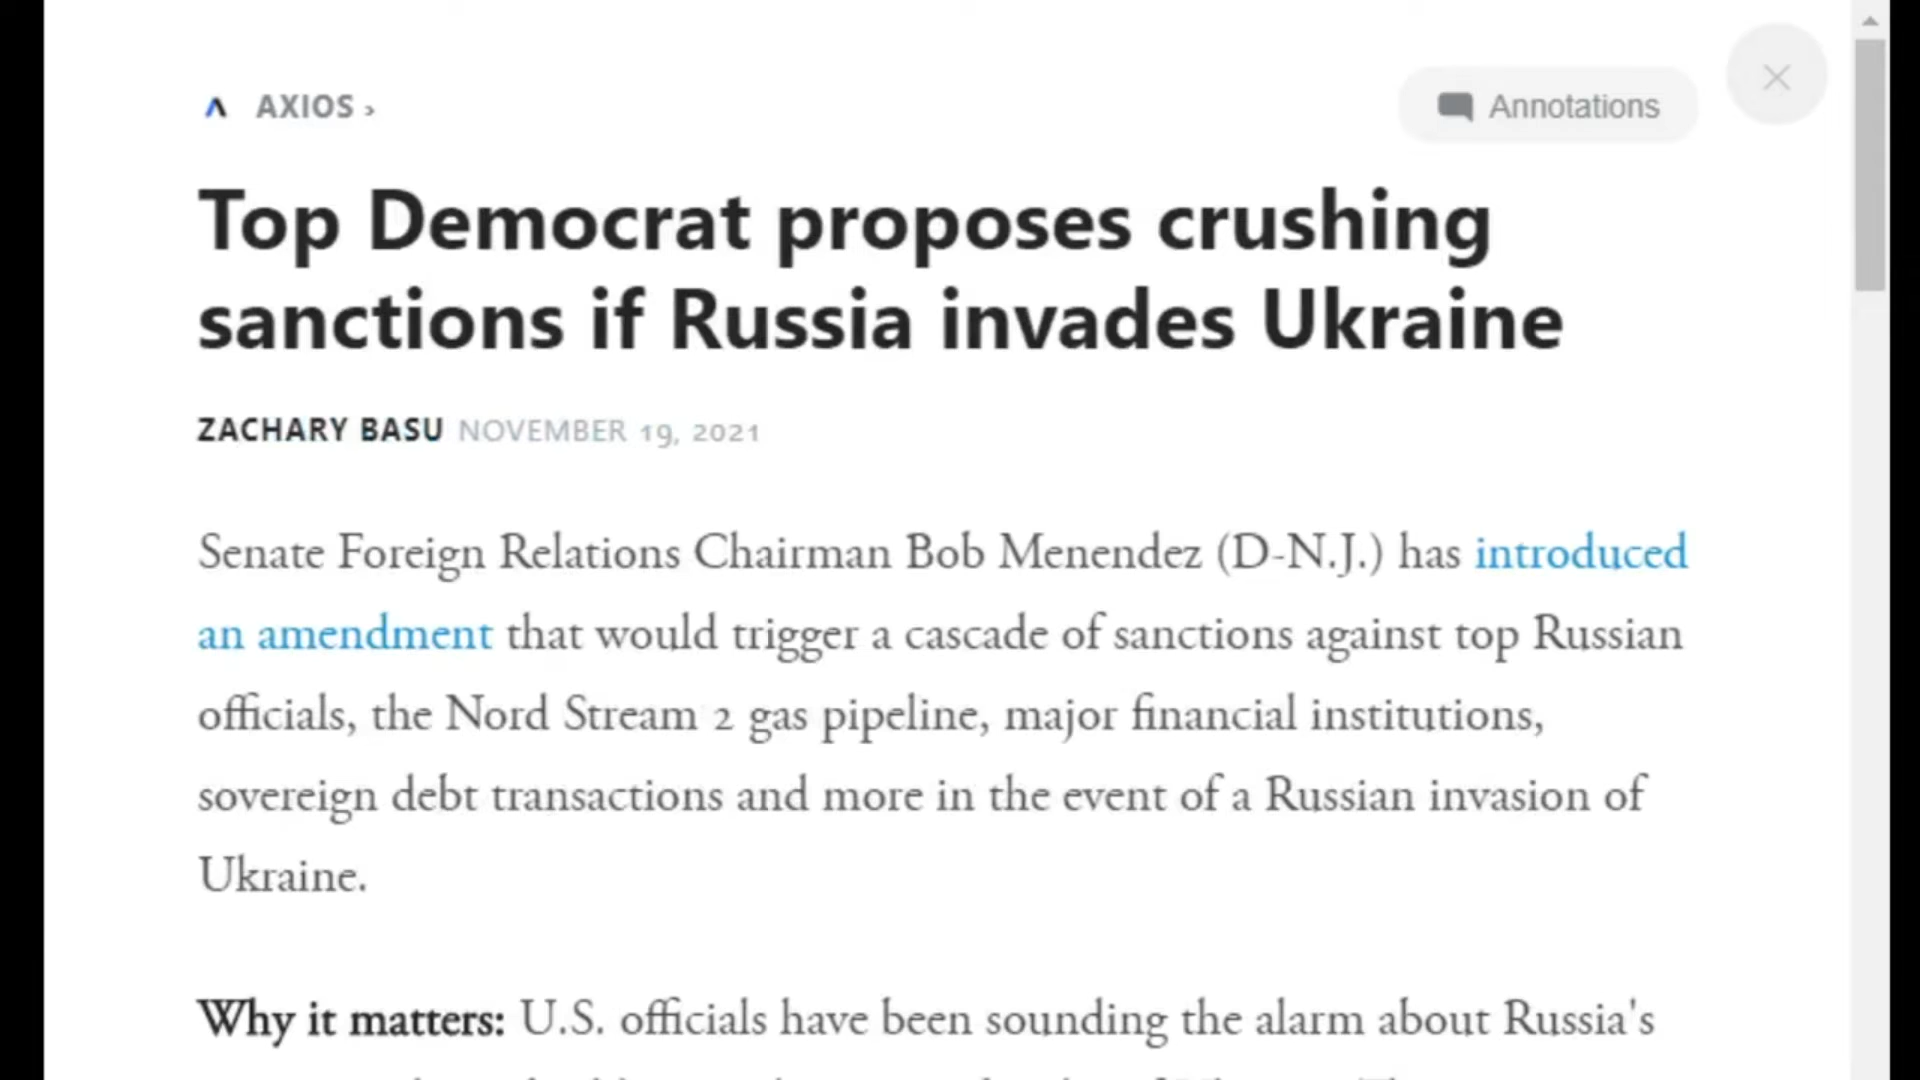 AXIOS ›
Annotations
Top Democrat proposes crushing
sanctions if Russia invades Ukraine
ZACHARY BASU NOVEMBER 19, 2021
Senate Foreign Relations Chairman Bob Menendez (D-N.J.) has introduced
an amendment that would trigger a cascade of sanctions against top Russian
officials, the Nord Stream 2 gas pipeline, major financial institutions,
sovereign debt transactions and more in the event of a Russian invasion of
Ukraine.
Why it matters: U.S. officials have been sounding the alarm about Russia's